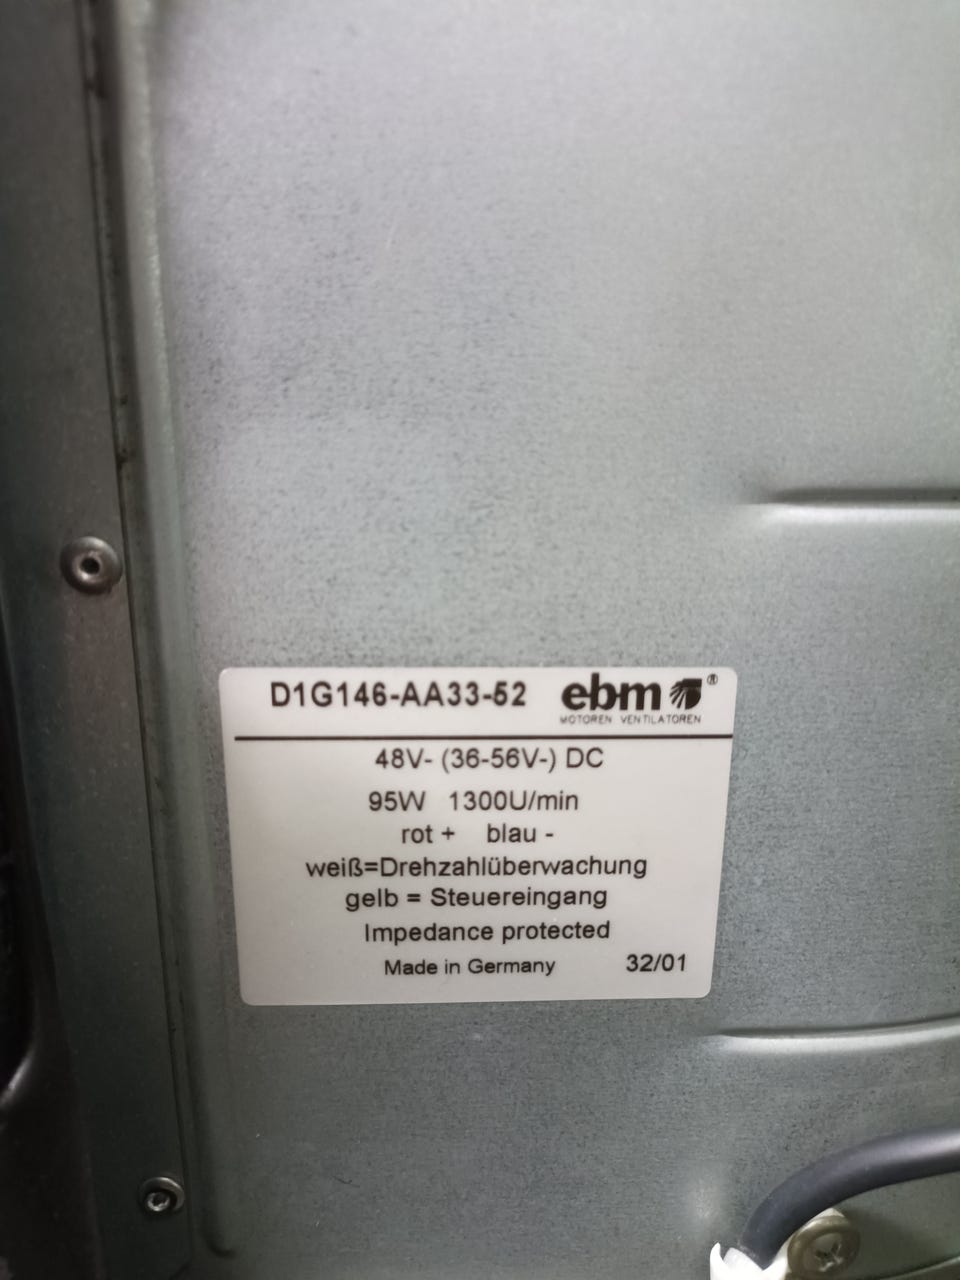 D1G146-AA33-52 ebm®
MOTOREN VENTILATOREN
48V- (36-56V-) DC
95W 1300U/min
rot + blau -
weiß=Drehzahlüberwachung
gelb = Steuereingang
Impedance protected
Made in Germany 32/01